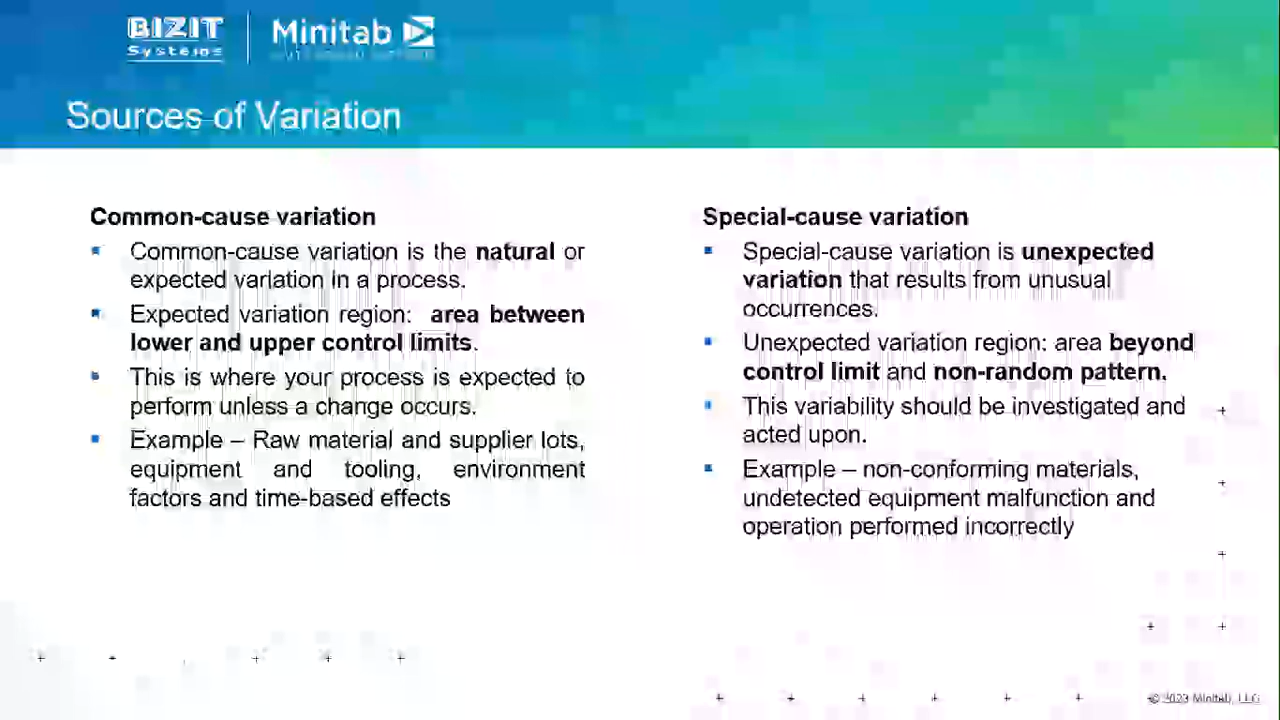 BIZIT
Systems
Minitab
Sources of Variation
Common-cause variation
Common-cause variation is the natural or
expected variation in a process.
Expected variation region: area between
lower and upper control limits.
This is where your process is expected to
perform unless a change occurs.
Example – Raw material and supplier lots,
equipment and tooling, environment
factors and time-based effects
Special-cause variation
Special-cause variation is unexpected
variation that results from unusual
occurrences.
Unexpected variation region: area beyond
control limit and non-random pattern.
This variability should be investigated and
acted upon.
Example – non-conforming materials,
undetected equipment malfunction and
operation performed incorrectly
© 2023 Minitab, LLC